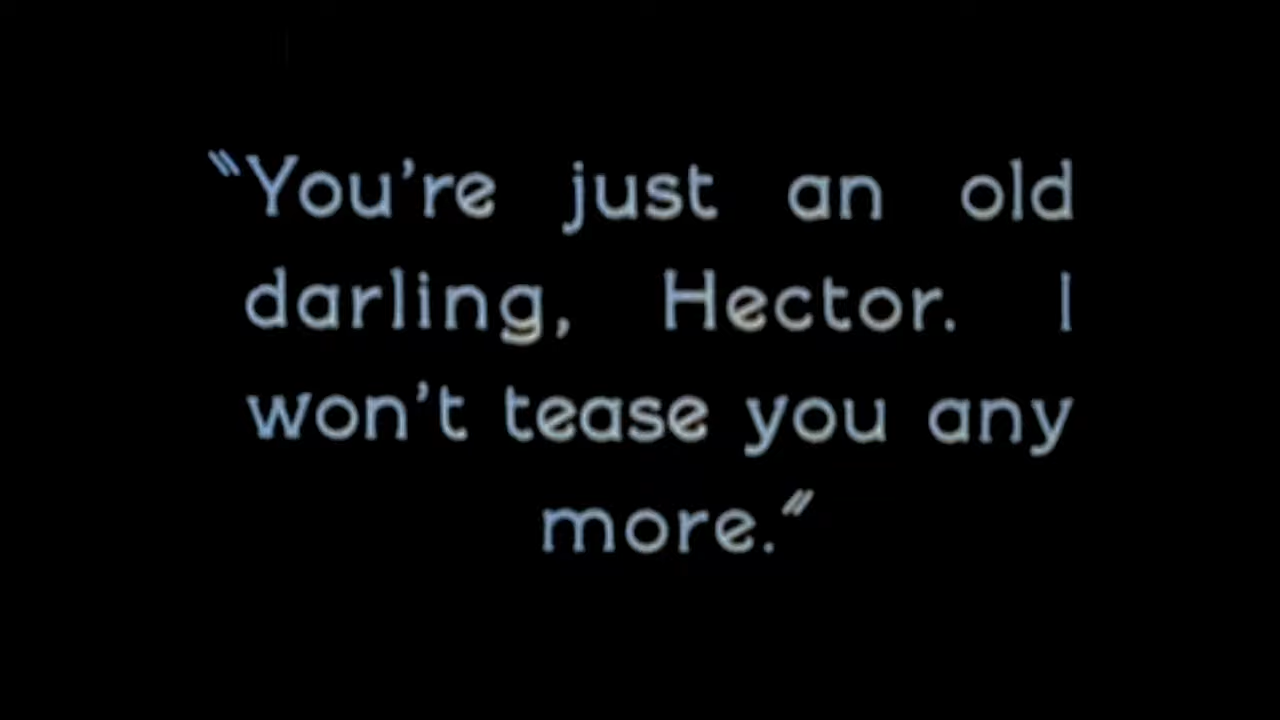 "You're just an old
darling, Hector. I
won't tease you any
more."